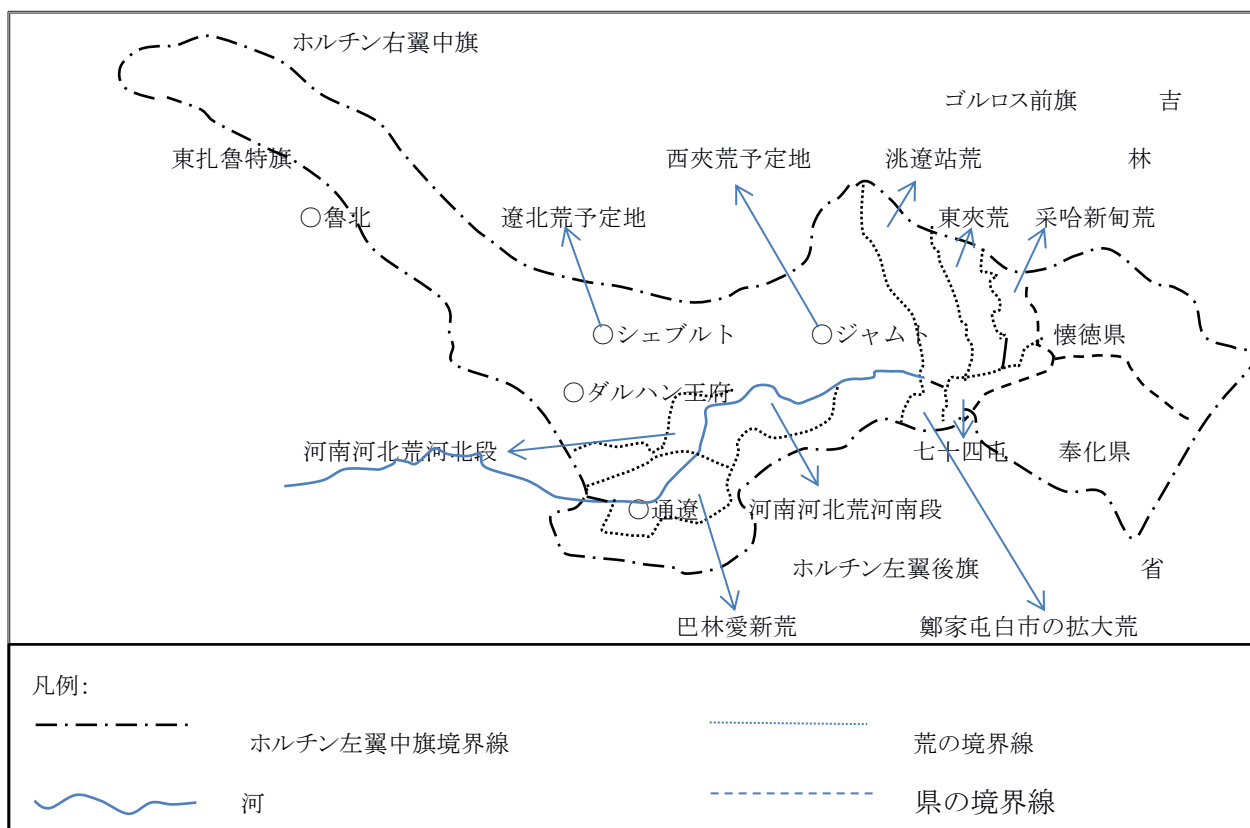 ホルチン右翼中旗
ゴルロス前旗 吉
東扎魯特旗 西夾荒予定地 洮遼站荒 林
○魯北 遼北荒予定地 東夾荒 采哈新甸荒
○シェブルト ○ジャムト 懐徳県
○ダルハン王府
河南河北荒河北段 七十四屯 奉化県
○通遼 河南河北荒河南段
ホルチン左翼後旗 省
巴林愛新荒 鄭家屯白市の拡大荒
凡例:
ホルチン左翼中旗境界線 荒の境界線
河 県の境界線